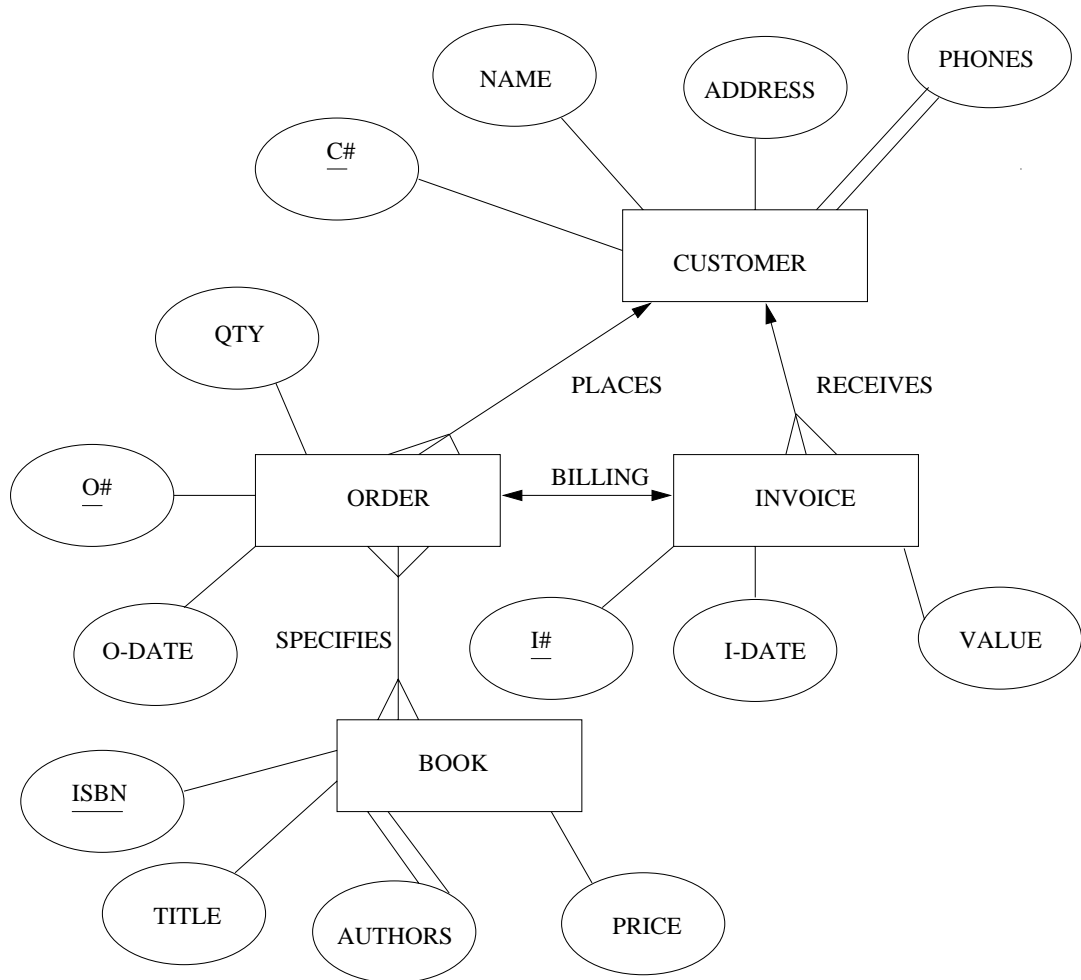 PHONES
NAME
ADDRESS
C#
CUSTOMER
QTY
PLACES
RECEIVES
BILLING
O#
ORDER
INVOICE
O-DATE
SPECIFIES
I#
I-DATE
VALUE
BOOK
ISBN
TITLE
AUTHORS
PRICE